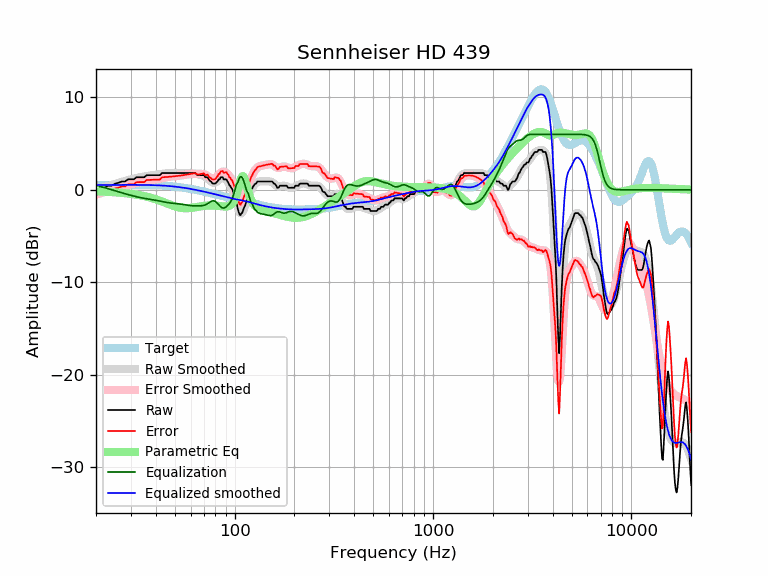 Sennheiser HD 439
10
0
−10
−20
−30
Amplitude (dBr)
Target
Raw Smoothed
Error Smoothed
Raw
Error
Parametric Eq
Equalization
Equalized smoothed
100
1000
10000
Frequency (Hz)